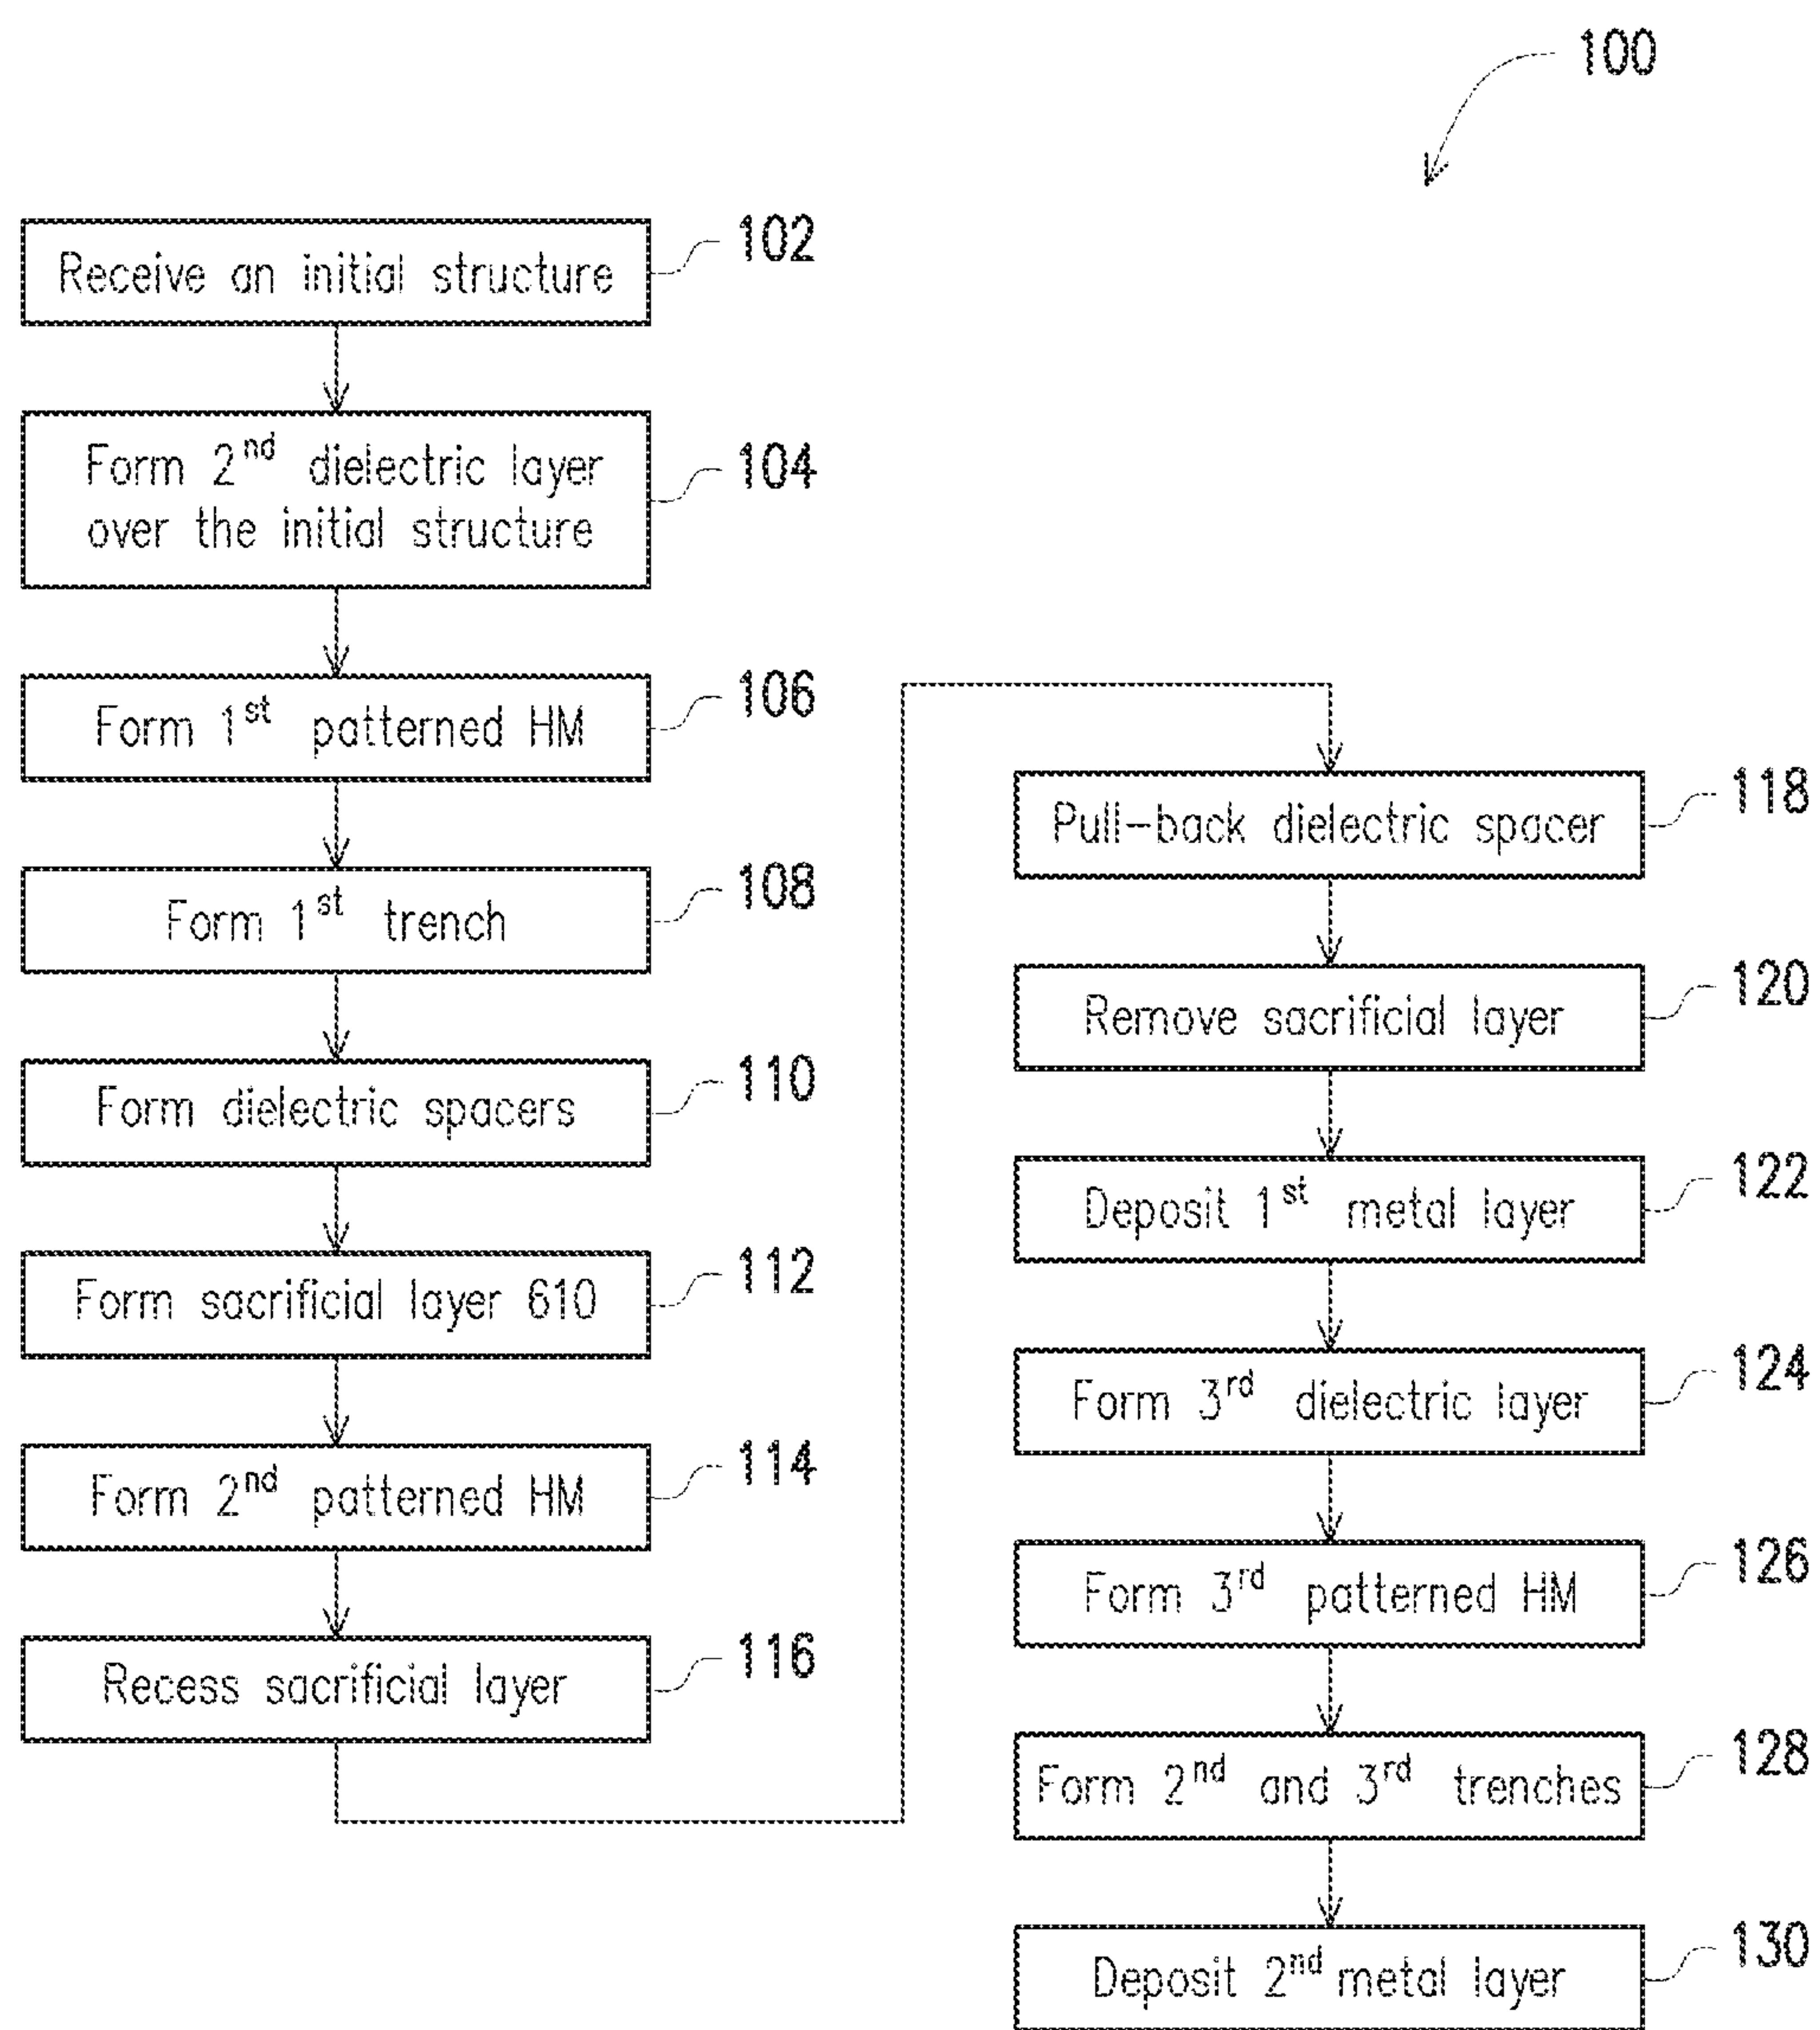 100
Receive an initial structure
102
Form 2nd dielectric layer
over the initial structure
104
Form 1st patterned HM
106
Form 1st trench
108
Form dielectric spacers
110
Form sacrificial layer 610
112
Form 2nd patterned HM
114
Recess sacrificial layer
116
Pull-back dielectric spacer
118
Remove sacrificial layer
120
Deposit 1st metal layer
122
Form 3rd dielectric layer
124
Form 3rd patterned HM
126
Form 2nd and 3rd trenches
128
Deposit 2nd metal layer
130